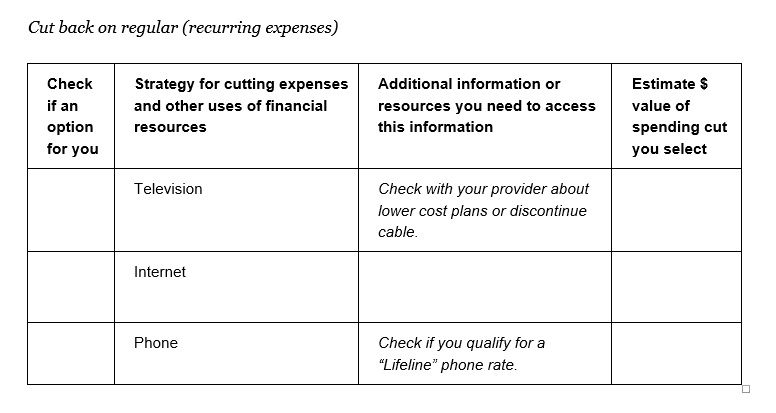 Cut back on regular (recurring expenses)
Check
if an
option
for you
Strategy for cutting expenses
and other uses of financial
resources
Additional information or
resources you need to access
this information
Estimate $
value of
spending cut
you select
Television
Check with your provider about
lower cost plans or discontinue
cable.
Internet
Phone
Check if you qualify for a
“Lifeline” phone rate.